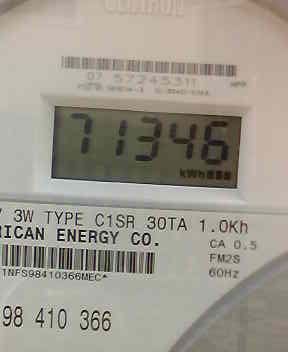 CENTRON
07 57245311
71346
kWh
3W TYPE C1SR 30TA 1.0Kh
RICAN ENERGY CO.
CA 0.5
FM2S
60Hz
1NFS98410366MEC*
98 410 366